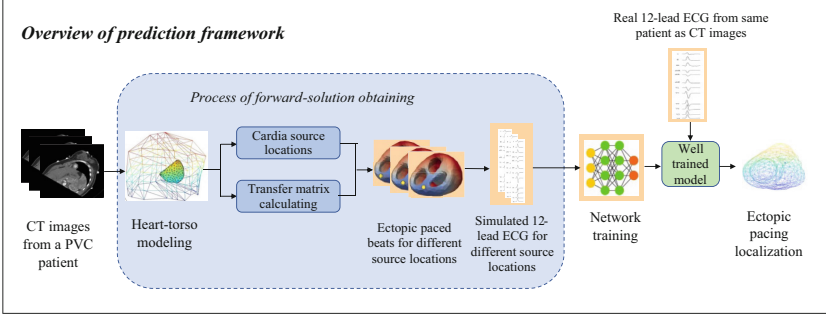 Overview of prediction framework
Real 12-lead ECG from same
patient as CT images
Process of forward-solution obtaining
Cardia source
locations
Transfer matrix
calculating
Well
trained
model
CT images
from a PVC
patient
Heart-torso
modeling
Ectopic paced
beats for different
source locations
Simulated 12-
lead ECG for
different source
locations
Network
training
Ectopic
pacing
localization